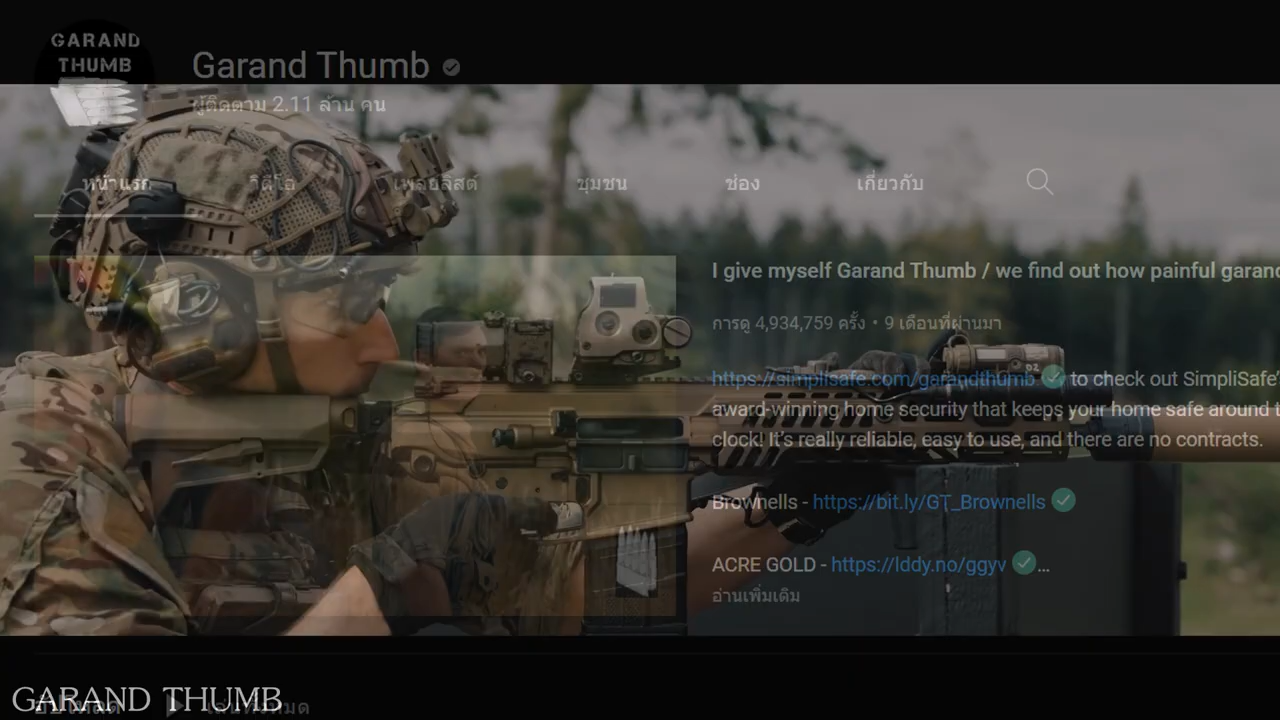 GARAND
THUMB
Garand Thumb
ผู้ติดตาม 2.11 ล้าน คน
หน้าแรก วิดีโอ เพลย์ลิสต์ ชุมชน ช่อง เกี่ยวกับ
I give myself Garand Thumb / we find out how painful garand
การดู 4,934,759 ครั้ง • 9 เดือนที่ผ่านมา
https://simplisafe.com/garandthumb to check out SimpliSafe's
award-winning home security that keeps your home safe around
clock! It's really reliable, easy to use, and there are no contracts.
Brownells - https://bit.ly/GT_Brownells
ACRE GOLD - https://lddy.no/ggyv ...
อ่านเพิ่มเติม
GARAND THUMB